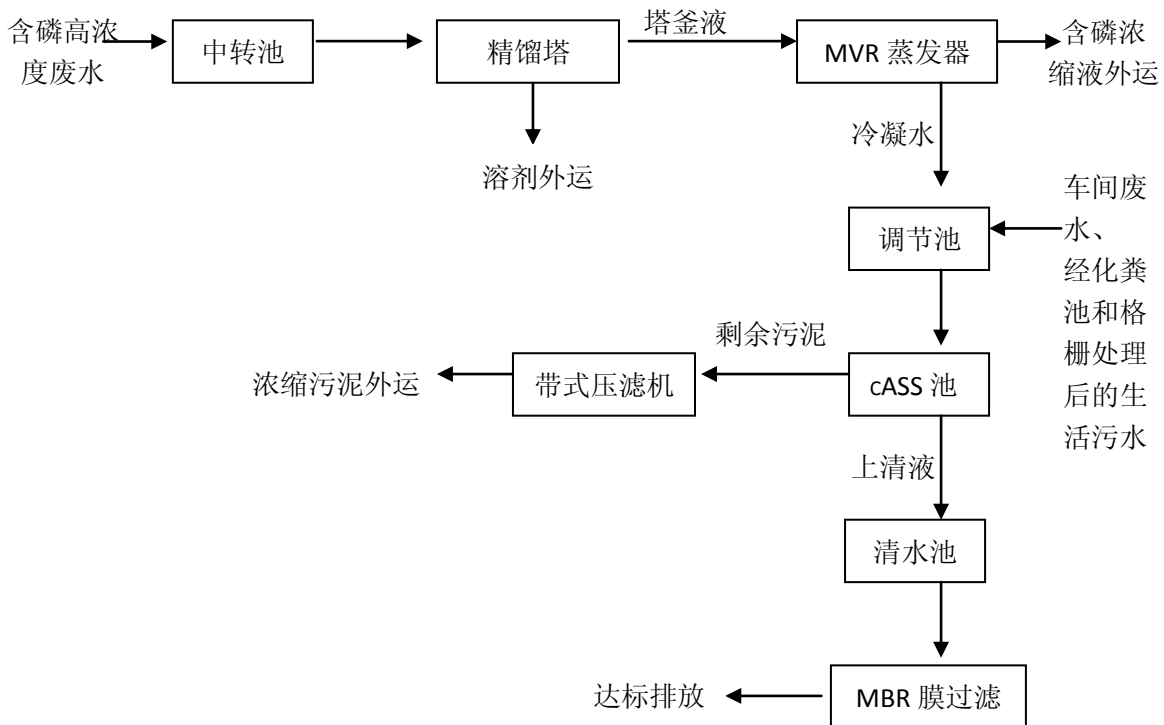 含磷高浓
度废水
中转池
精馏塔
塔釜液
MVR 蒸发器
含磷浓
缩液外运
溶剂外运
冷凝水
调节池
车间废
水、
经化粪
池和格
栅处理
后的生
活污水
剩余污泥
浓缩污泥外运
带式压滤机
cASS 池
上清液
清水池
达标排放
MBR 膜过滤